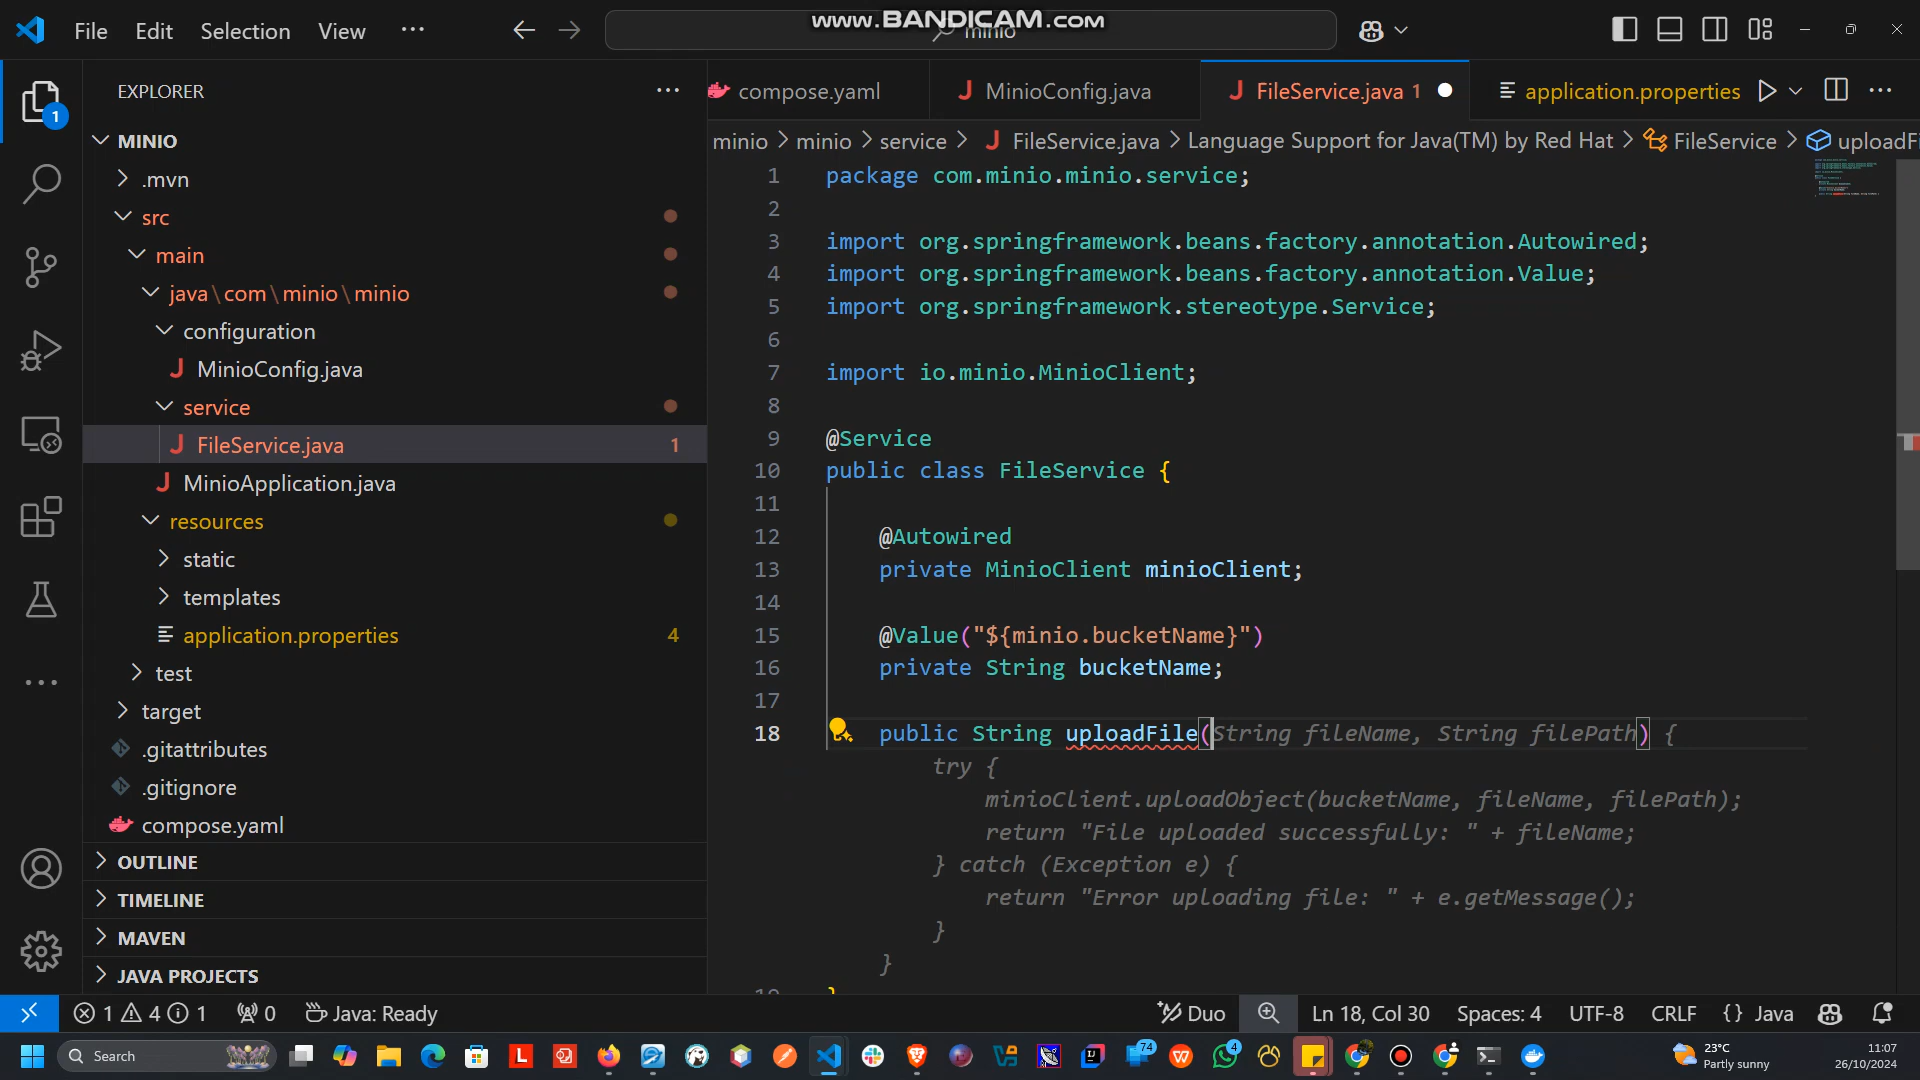 www.BANDICAM.com
File Edit Selection View ...
minio
EXPLORER
MINIO
.mvn
src
main
java\com\minio\minio
configuration
MinioConfig.java
service
FileService.java 1
MinioApplication.java
resources
static
templates
application.properties 4
test
target
.gitattributes
.gitignore
compose.yaml
OUTLINE
TIMELINE
MAVEN
JAVA PROJECTS
1
compose.yaml MinioConfig.java FileService.java 1 application.properties
minio > minio > service > FileService.java > Language Support for Java(TM) by Red Hat > FileService > uploadFi
1 package com.minio.minio.service;
2
3 import org.springframework.beans.factory.annotation.Autowired;
4 import org.springframework.beans.factory.annotation.Value;
5 import org.springframework.stereotype.Service;
6
7 import io.minio.MinioClient;
8
9 @Service
10 public class FileService {
11
12 @Autowired
13 private MinioClient minioClient;
14
15 @Value("${minio.bucketName}")
16 private String bucketName;
17
18 public String uploadFile(String fileName, String filePath) {
try {
minioClient.uploadObject(bucketName, fileName, filePath);
return "File uploaded successfully: " + fileName;
} catch (Exception e) {
return "Error uploading file: " + e.getMessage();
}
}
19 }
1 4 1 0 Java: Ready Duo Ln 18, Col 30 Spaces: 4 UTF-8 CRLF {} Java
Search 74 4 23°C 11:07
Partly sunny 26/10/2024